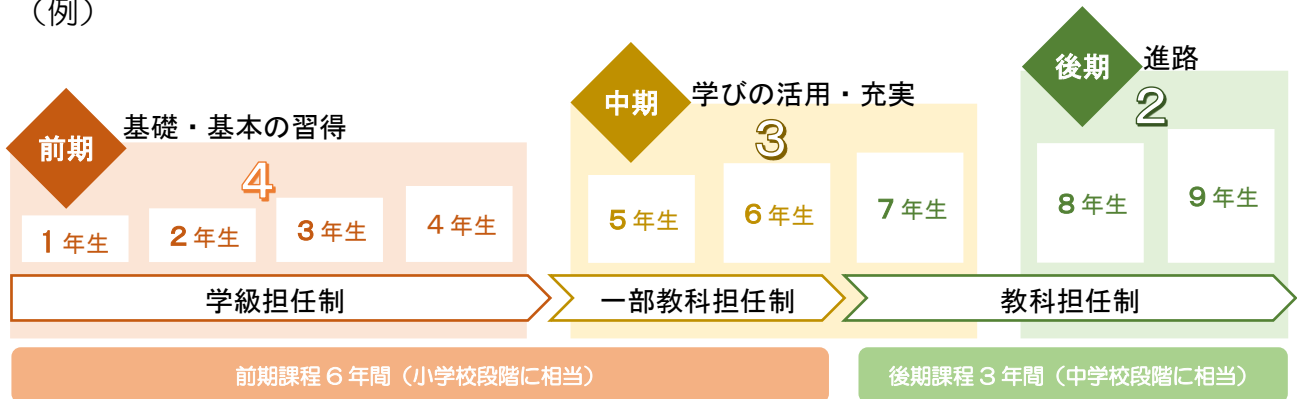 （例）
前期
基礎・基本の習得
4
1年生
2年生
3年生
4年生
中期
学びの活用・充実
3
5年生
6年生
7年生
後期
進路
2
8年生
9年生
学級担任制
一部教科担任制
教科担任制
前期課程6年間（小学校段階に相当）
後期課程3年間（中学校段階に相当）